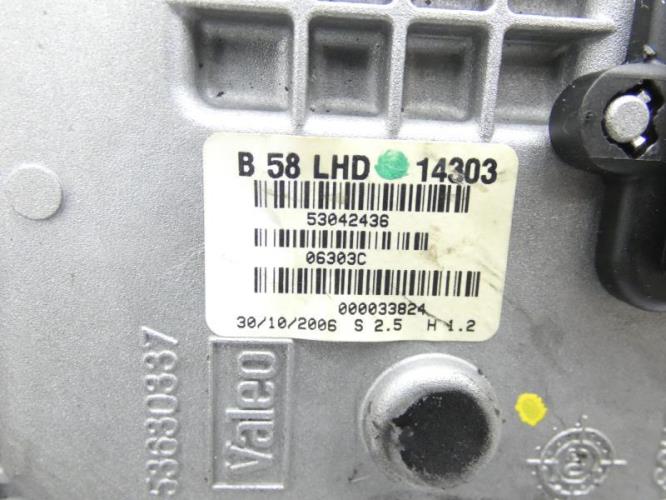 B 58 LHD 14303
53042436
06303C
000033824
30/10/2006 S 2.5 H 1.2
53630337
Valeo